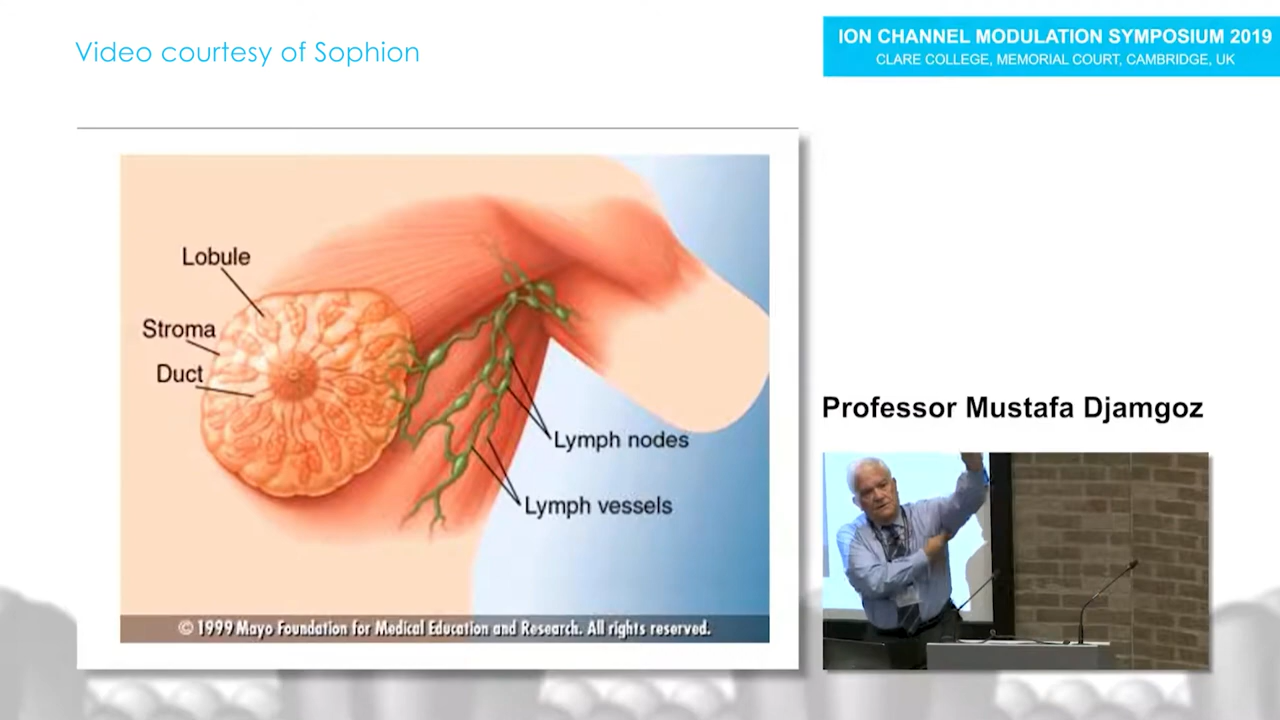 Video courtesy of Sophion
ION CHANNEL MODULATION SYMPOSIUM 2019
CLARE COLLEGE, MEMORIAL COURT, CAMBRIDGE, UK
Lobule
Stroma
Duct
Lymph nodes
Lymph vessels
© 1999 Mayo Foundation for Medical Education and Research. All rights reserved.
Professor Mustafa Djamgoz